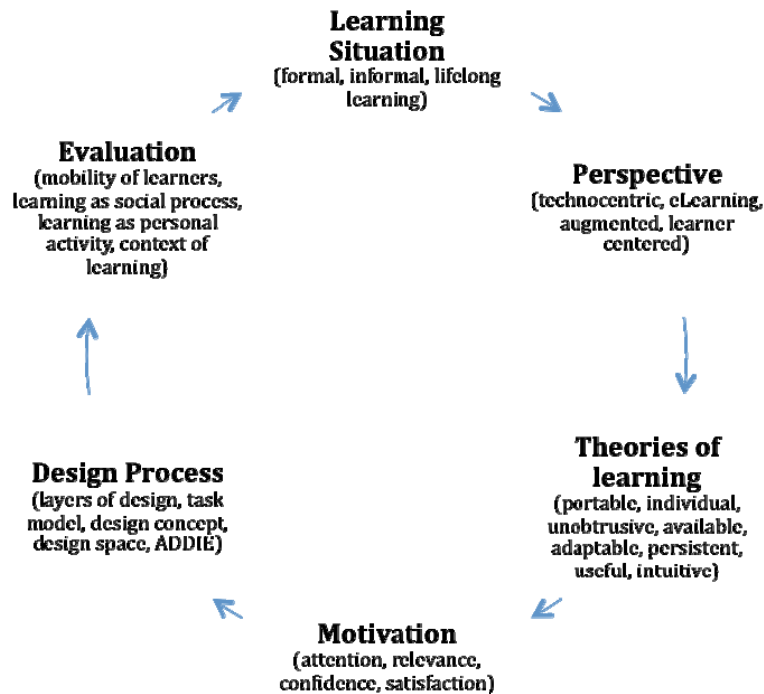 Learning
Situation
(formal, informal, lifelong
learning)
Perspective
(technocentric, eLearning,
augmented, learner
centered)
Theories of
learning
(portable, individual,
unobtrusive, available,
adaptable, persistent,
useful, intuitive)
Motivation
(attention, relevance,
confidence, satisfaction)
Design Process
(layers of design, task
model, design concept,
design space, ADDIE)
Evaluation
(mobility of learners,
learning as social process,
learning as personal
activity, context of
learning)